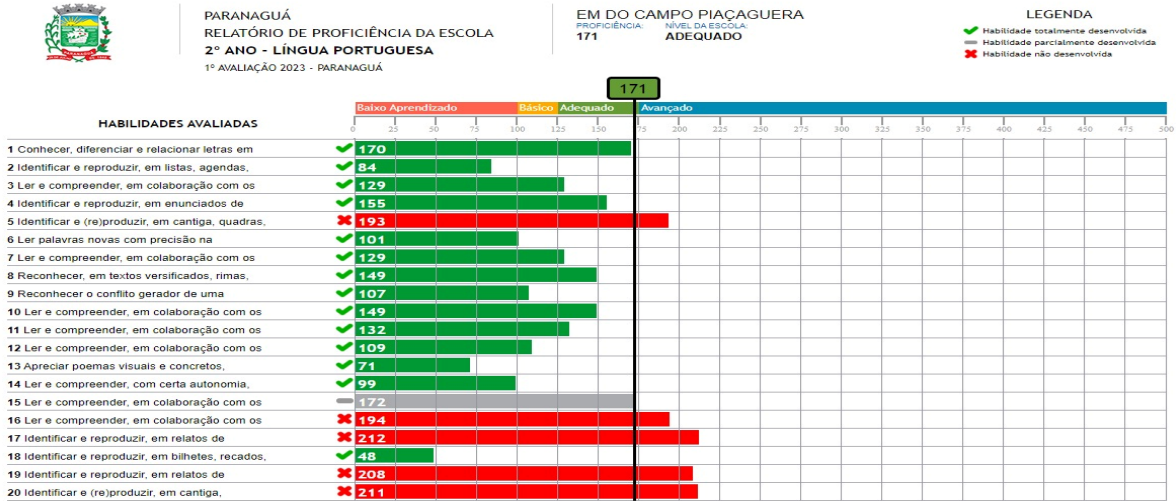 PARANAGUÁ
RELATÓRIO DE PROFICIÊNCIA DA ESCOLA
2º ANO - LÍNGUA PORTUGUESA
1º AVALIAÇÃO 2023 - PARANAGUÁ
EM DO CAMPO PIAÇAGUERA
PROFICIÊNCIA: NÍVEL DA ESCOLA:
171 ADEQUADO
LEGENDA
Habilidade totalmente desenvolvida
Habilidade parcialmente desenvolvida
Habilidade não desenvolvida
171
Baixo Aprendizado Básico Adequado Avançado
HABILIDADES AVALIADAS
0 25 50 75 100 125 150 175 200 225 250 275 300 325 350 375 400 425 450 475 500
1 Conhecer, diferenciar e relacionar letras em 170
2 Identificar e reproduzir, em listas, agendas, 84
3 Ler e compreender, em colaboração com os 129
4 Identificar e reproduzir, em enunciados de 155
5 Identificar e (re)produzir, em cantiga, quadras, 193
6 Ler palavras novas com precisão na 101
7 Ler e compreender, em colaboração com os 129
8 Reconhecer, em textos versificados, rimas, 149
9 Reconhecer o conflito gerador de uma 107
10 Ler e compreender, em colaboração com os 149
11 Ler e compreender, em colaboração com os 132
12 Ler e compreender, em colaboração com os 109
13 Apreciar poemas visuais e concretos, 71
14 Ler e compreender, com certa autonomia, 99
15 Ler e compreender, em colaboração com os 172
16 Ler e compreender, em colaboração com os 194
17 Identificar e reproduzir, em relatos de 212
18 Identificar e reproduzir, em bilhetes, recados, 48
19 Identificar e reproduzir, em relatos de 208
20 Identificar e (re)produzir, em cantiga, 211